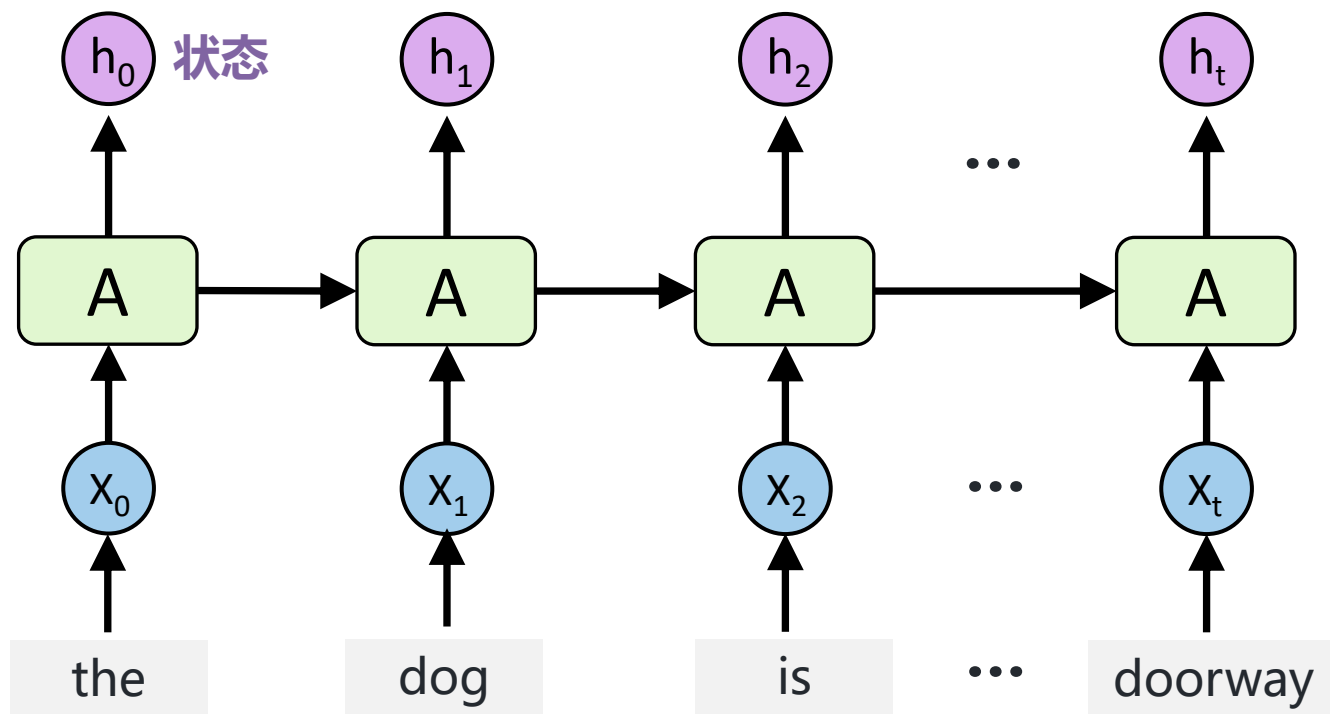 h₀ 状态 h₁ h₂ hₜ
...
A A A A
X₀ X₁ X₂ ... Xₜ
the dog is ... doorway